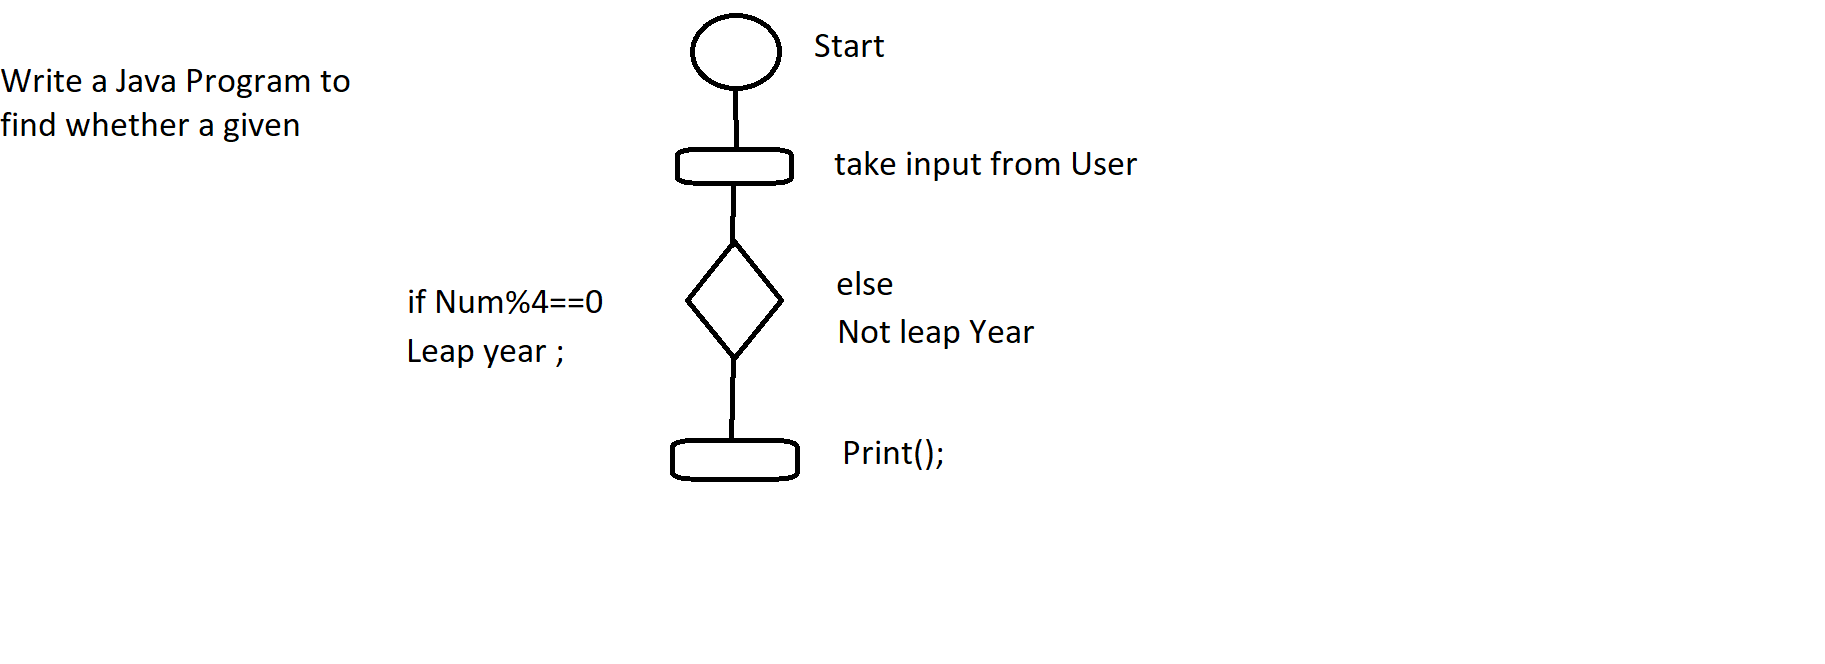 Write a Java Program to
find whether a given
Start
take input from User
if Num%4==0
Leap year ;
else
Not leap Year
Print();